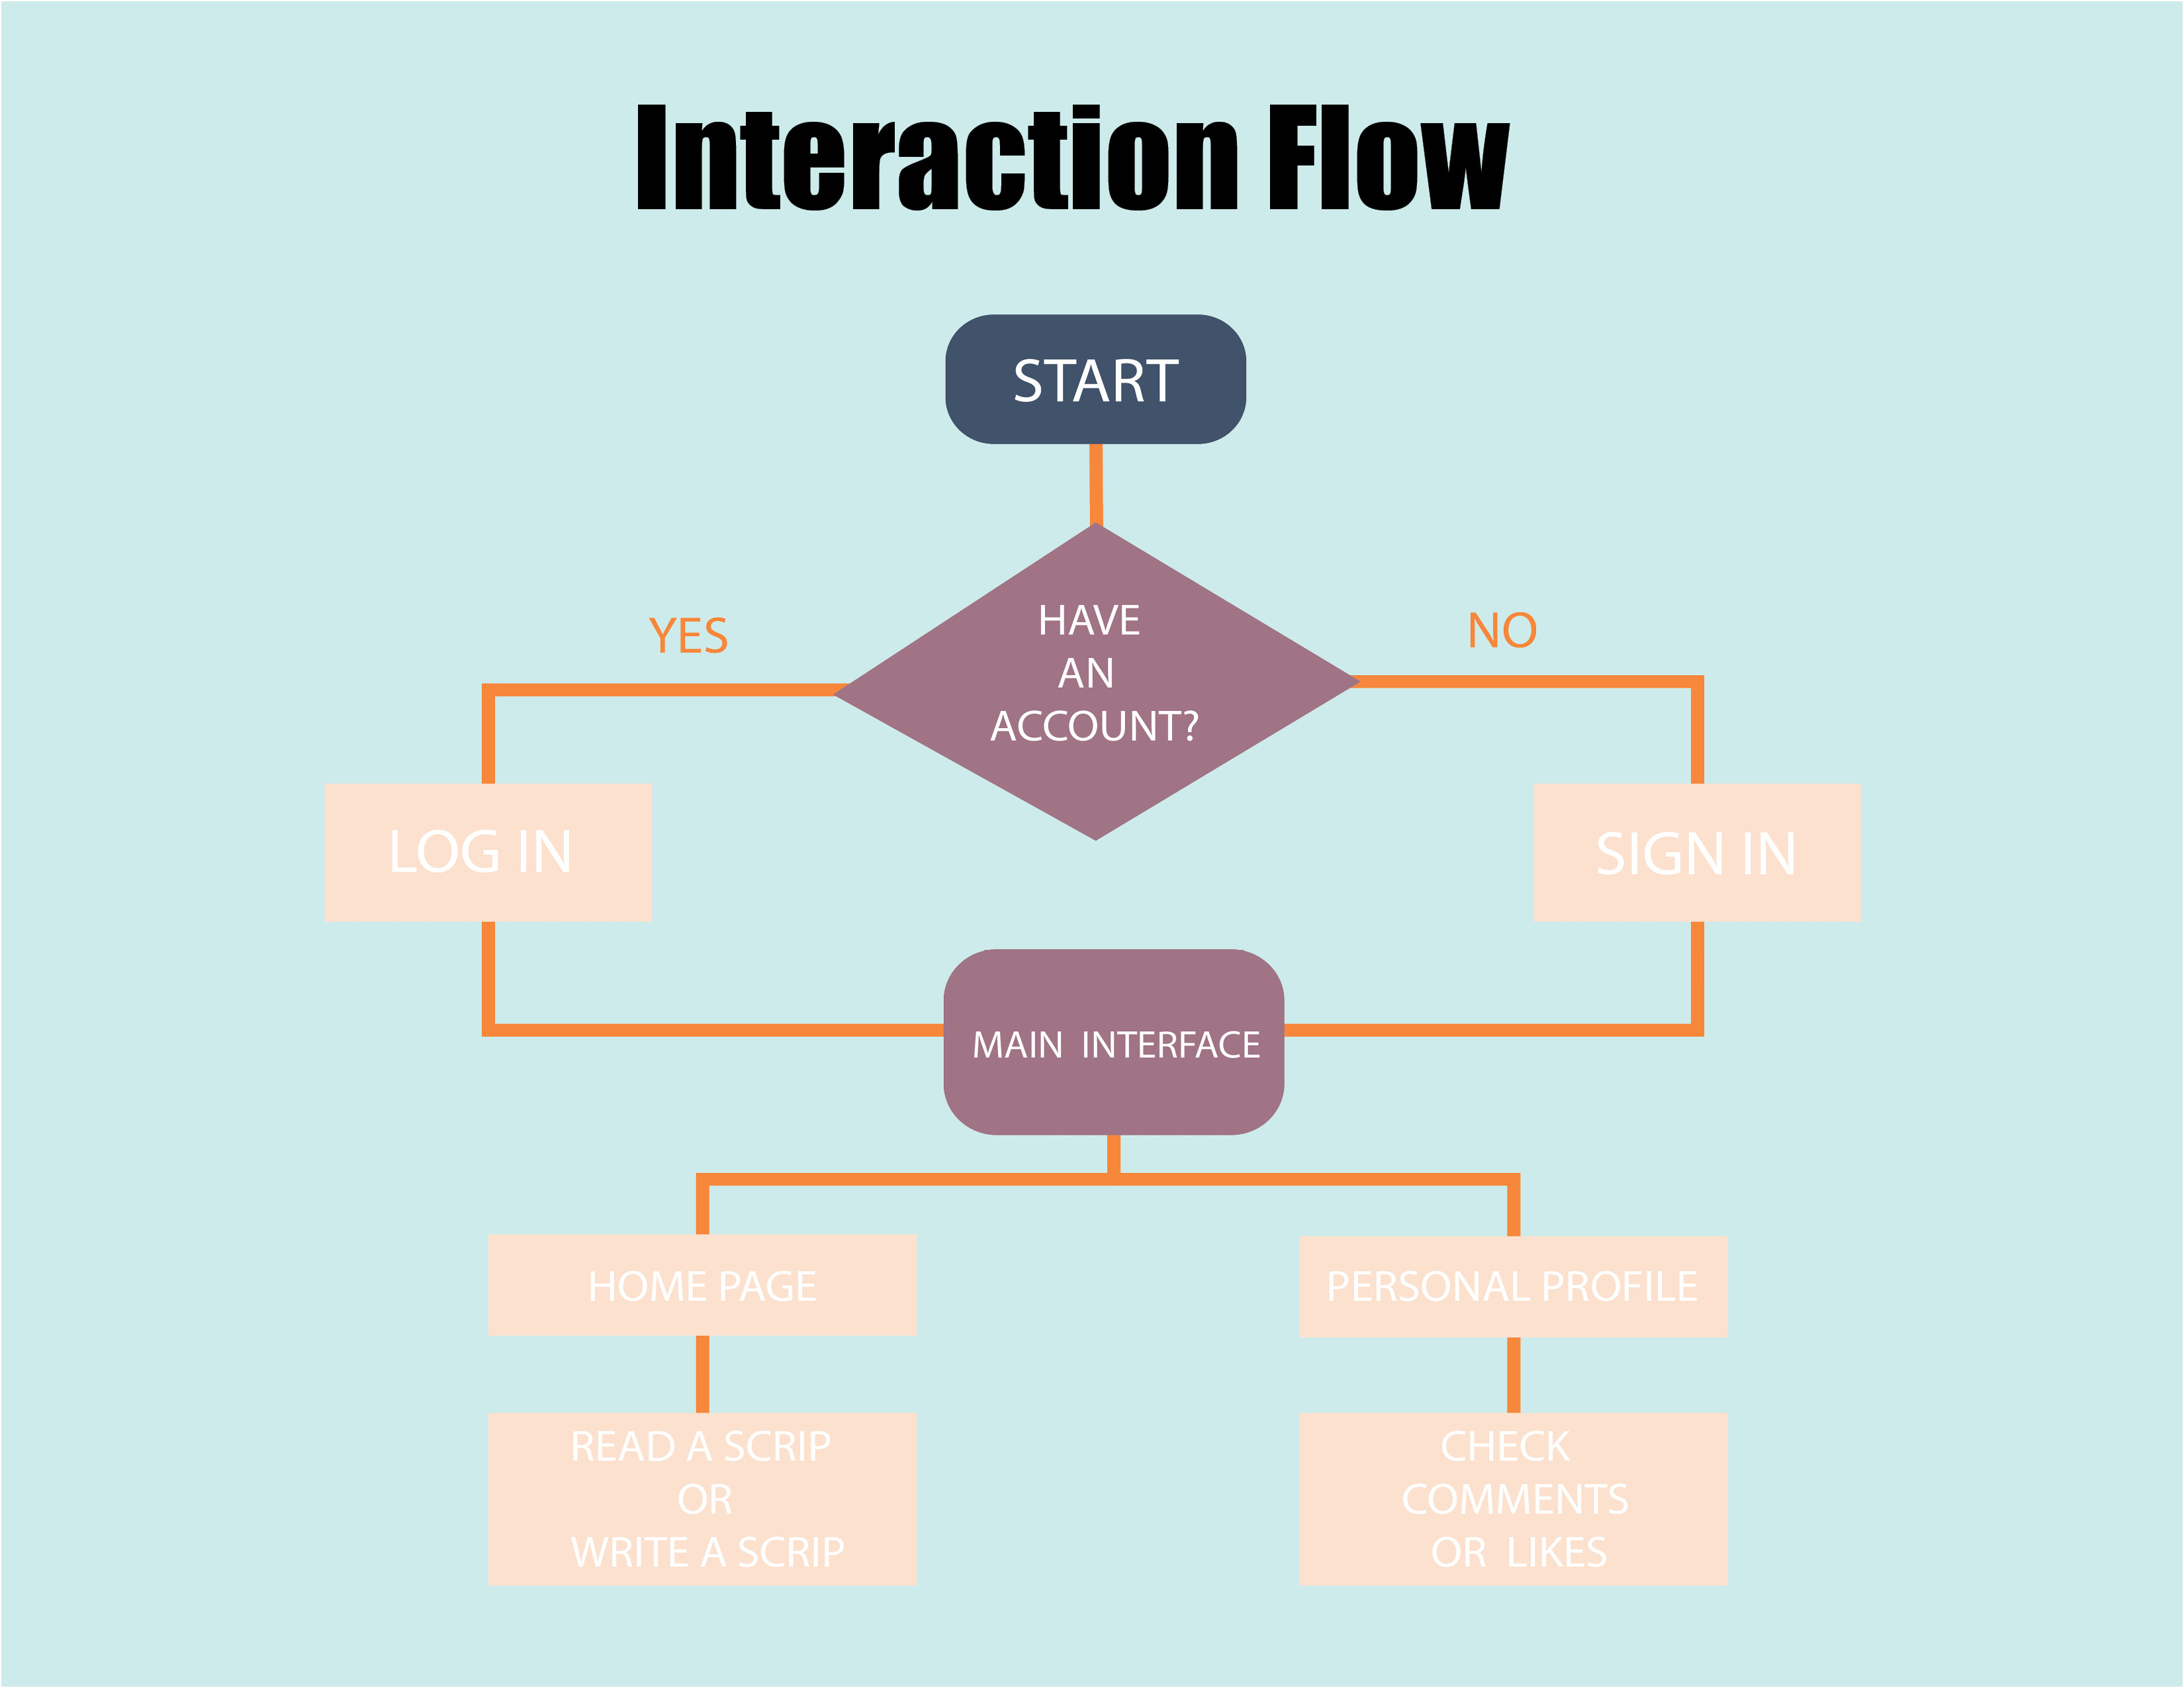 Interaction Flow
START
HAVE
AN
ACCOUNT?
YES
NO
LOG IN
SIGN IN
MAIN INTERFACE
HOME PAGE
PERSONAL PROFILE
READ A SCRIP
OR
WRITE A SCRIP
CHECK
COMMENTS
OR LIKES